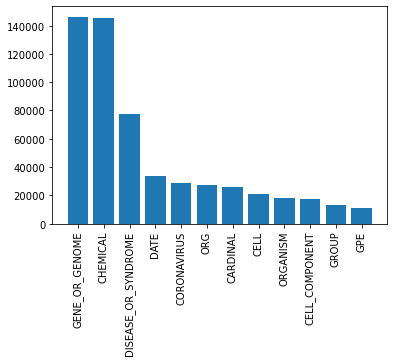 140000
120000
100000
80000
60000
40000
20000
0
GENE_OR_GENOME
CHEMICAL
DISEASE_OR_SYNDROME
DATE
CORONAVIRUS
ORG
CARDINAL
CELL
ORGANISM
CELL_COMPONENT
GROUP
GPE